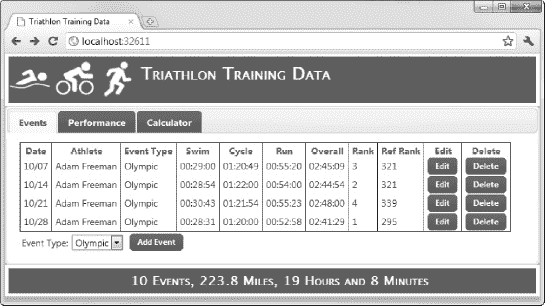 Triathlon Training Data
localhost:32611
TRIATHLON TRAINING DATA
Events Performance Calculator
Date Athlete Event Type Swim Cycle Run Overall Rank Ref Rank Edit Delete
10/07 Adam Freeman Olympic 00:29:00 01:20:49 00:55:20 02:45:09 3 321 Edit Delete
10/14 Adam Freeman Olympic 00:28:54 01:22:00 00:54:00 02:44:54 2 321 Edit Delete
10/21 Adam Freeman Olympic 00:30:43 01:21:54 00:55:23 02:48:00 4 339 Edit Delete
10/28 Adam Freeman Olympic 00:28:31 01:20:00 00:52:58 02:41:29 1 295 Edit Delete
Event Type: Olympic Add Event
10 EVENTS, 223.8 MILES, 19 HOURS AND 8 MINUTES